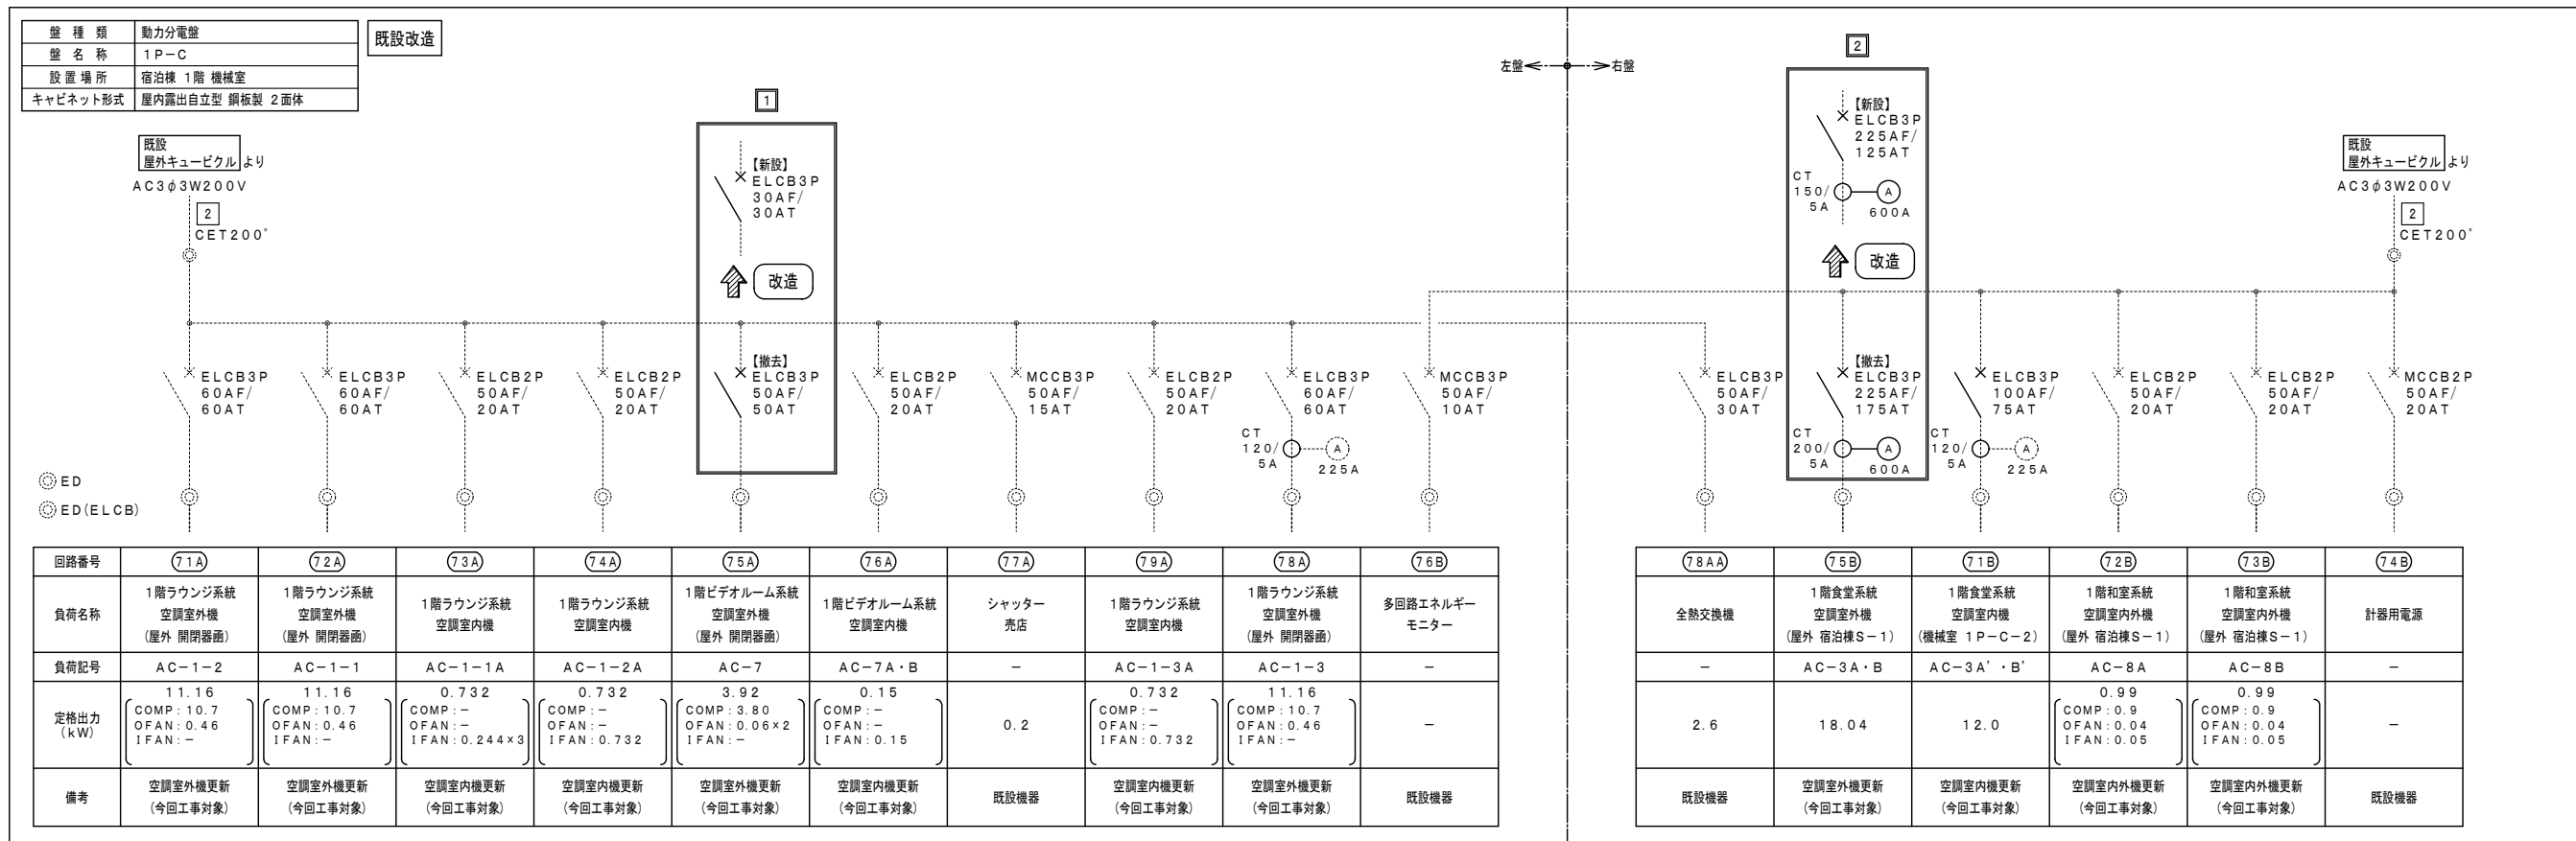 盤種類 動力分電盤
盤名称 1P-C
設置場所 宿泊棟 1階 機械室
キャビネット形式 屋内露出自立型 鋼板製 2面体
既設改造
左盤 右盤
1
2
既設
屋外キュービクル より
AC3φ3W200V
2
CET200°
【新設】
ELCB3P
30AF/
30AT
改造
【撤去】
ELCB3P
50AF/
50AT
【新設】
ELCB3P
225AF/
125AT
CT
150/
5A
A
600A
改造
【撤去】
ELCB3P
225AF/
175AT
CT
200/
5A
A
600A
既設
屋外キュービクル より
AC3φ3W200V
2
CET200°
ELCB3P
60AF/
60AT
ELCB3P
60AF/
60AT
ELCB2P
50AF/
20AT
ELCB2P
50AF/
20AT
ELCB2P
50AF/
20AT
MCCB3P
50AF/
15AT
ELCB2P
50AF/
20AT
ELCB3P
60AF/
60AT
CT
120/
5A
A
225A
MCCB3P
50AF/
10AT
ELCB3P
50AF/
30AT
ELCB3P
100AF/
75AT
CT
120/
5A
A
225A
ELCB2P
50AF/
20AT
ELCB2P
50AF/
20AT
MCCB2P
50AF/
20AT
ED
ED(ELCB)
回路番号 71A 72A 73A 74A 75A 76A 77A 79A 78A 76B
負荷名称
1階ラウンジ系統
空調室外機
(屋外 開閉器函)
1階ラウンジ系統
空調室外機
(屋外 開閉器函)
1階ラウンジ系統
空調室内機
1階ラウンジ系統
空調室内機
1階ビデオルーム系統
空調室外機
(屋外 開閉器函)
1階ビデオルーム系統
空調室内機
シャッター
売店
1階ラウンジ系統
空調室内機
1階ラウンジ系統
空調室外機
(屋外 開閉器函)
多回路エネルギー
モニター
負荷記号 AC-1-2 AC-1-1 AC-1-1A AC-1-2A AC-7 AC-7A・B - AC-1-3A AC-1-3 -
定格出力
(kW)
11.16
COMP:10.7
OFAN:0.46
IFAN:-
11.16
COMP:10.7
OFAN:0.46
IFAN:-
0.732
COMP:-
OFAN:-
IFAN:0.244×3
0.732
COMP:-
OFAN:-
IFAN:0.732
3.92
COMP:3.80
OFAN:0.06×2
IFAN:-
0.15
COMP:-
OFAN:-
IFAN:0.15
0.2
0.732
COMP:-
OFAN:-
IFAN:0.732
11.16
COMP:10.7
OFAN:0.46
IFAN:-
-
備考
空調室外機更新
(今回工事対象)
空調室外機更新
(今回工事対象)
空調室内機更新
(今回工事対象)
空調室内機更新
(今回工事対象)
空調室外機更新
(今回工事対象)
空調室内機更新
(今回工事対象)
既設機器
空調室内機更新
(今回工事対象)
空調室外機更新
(今回工事対象)
既設機器
78AA 75B 71B 72B 73B 74B
全熱交換機
1階食堂系統
空調室外機
(屋外 宿泊棟S-1)
1階食堂系統
空調室内機
(機械室 1P-C-2)
1階和室系統
空調室内外機
(屋外 宿泊棟S-1)
1階和室系統
空調室内外機
(屋外 宿泊棟S-1)
計器用電源
- AC-3A・B AC-3A'・B' AC-8A AC-8B -
2.6
18.04
12.0
0.99
COMP:0.9
OFAN:0.04
IFAN:0.05
0.99
COMP:0.9
OFAN:0.04
IFAN:0.05
-
既設機器
空調室外機更新
(今回工事対象)
空調室内機更新
(今回工事対象)
空調室内外機更新
(今回工事対象)
空調室内外機更新
(今回工事対象)
既設機器